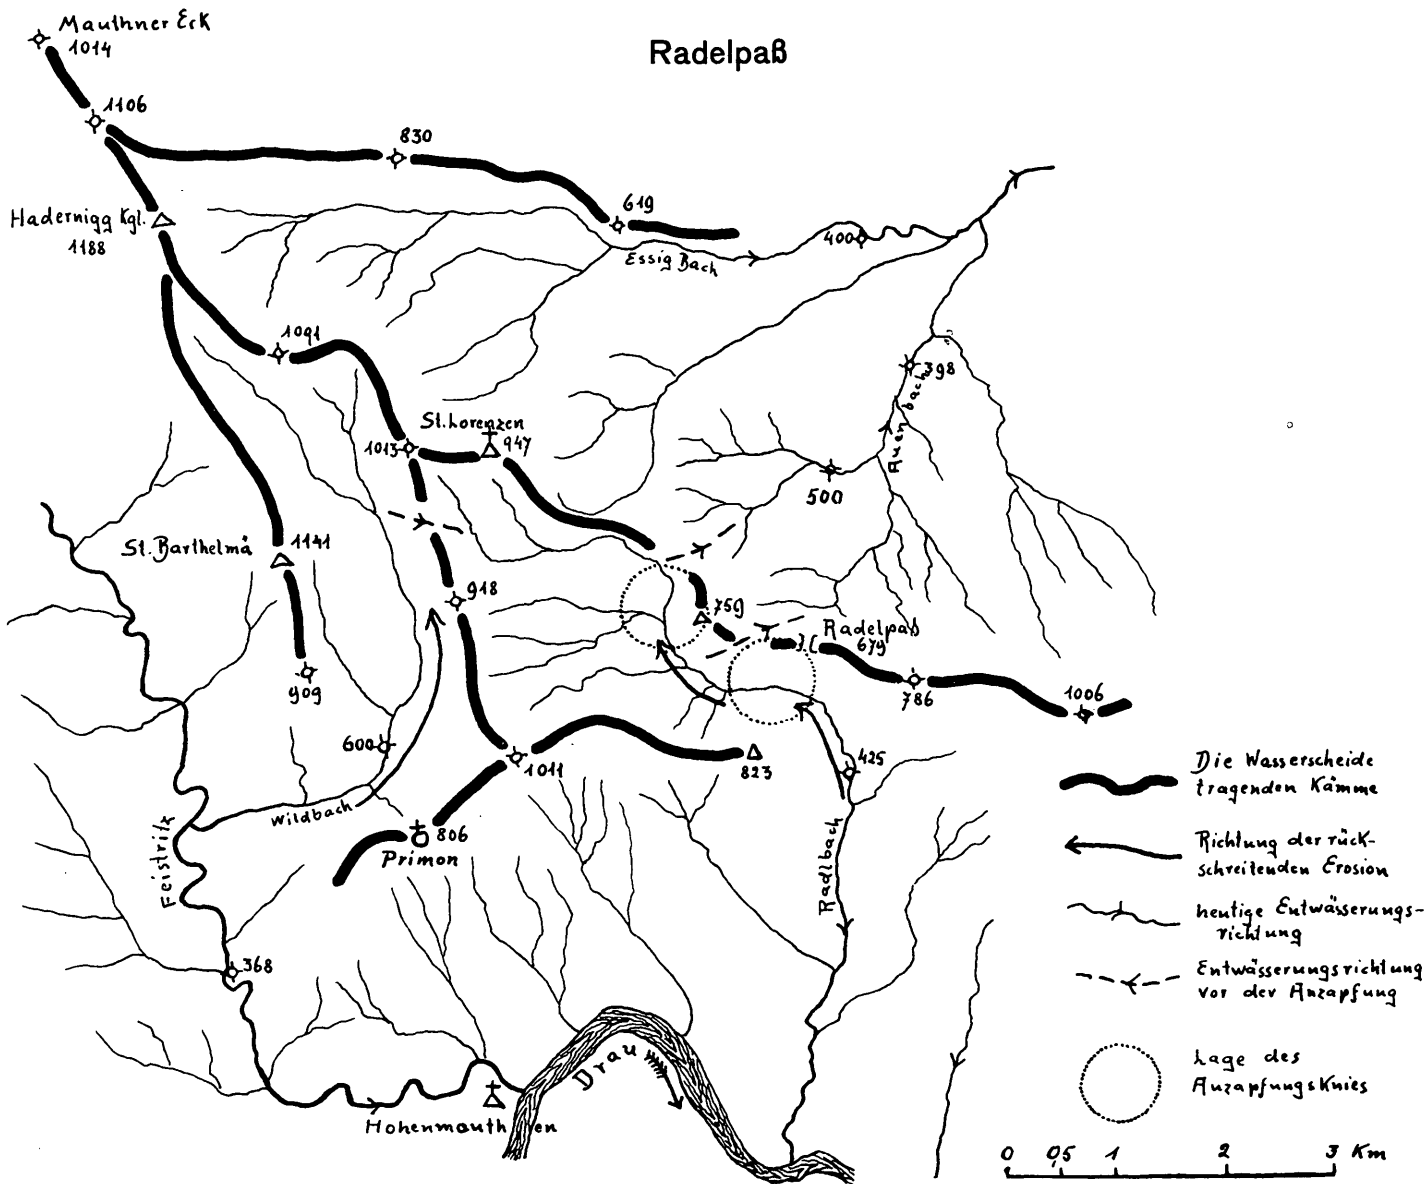 Radelpaß
Mauthner Eck
1014
1106
830
619
Hadernigg Kgl.
1188
Essig Bach
400
1091
398
Auen bach
St. Lorenzen
947
1013
500
St. Barthelmä
1141
918
759
Radelpaß
679
909
786
1006
600
1011
823
425
Wildbach
806
Primon
Feistritz
Radlbach
368
Drau
Hohenmauthen
Die Wasserscheide
tragenden Kämme
Richtung der rück-
schreitenden Erosion
heutige Entwässerungs-
richtung
Entwässerungsrichtung
vor der Anzapfung
Lage des
Anzapfungsknies
0 0,5 1 2 3 Km